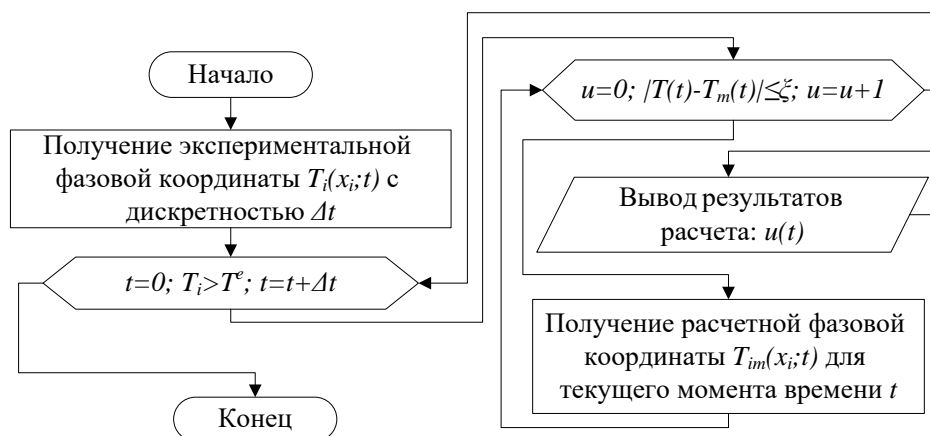 Начало
Получение экспериментальной
фазовой координаты Tᵢ(xᵢ;t) с
дискретностью Δt
t=0; Tᵢ>Tᵉ; t=t+Δt
Конец
u=0; |T(t)-Tₘ(t)|≤ξ; u=u+1
Вывод результатов
расчета: u(t)
Получение расчетной фазовой
координаты Tᵢₘ(xᵢ;t) для
текущего момента времени t